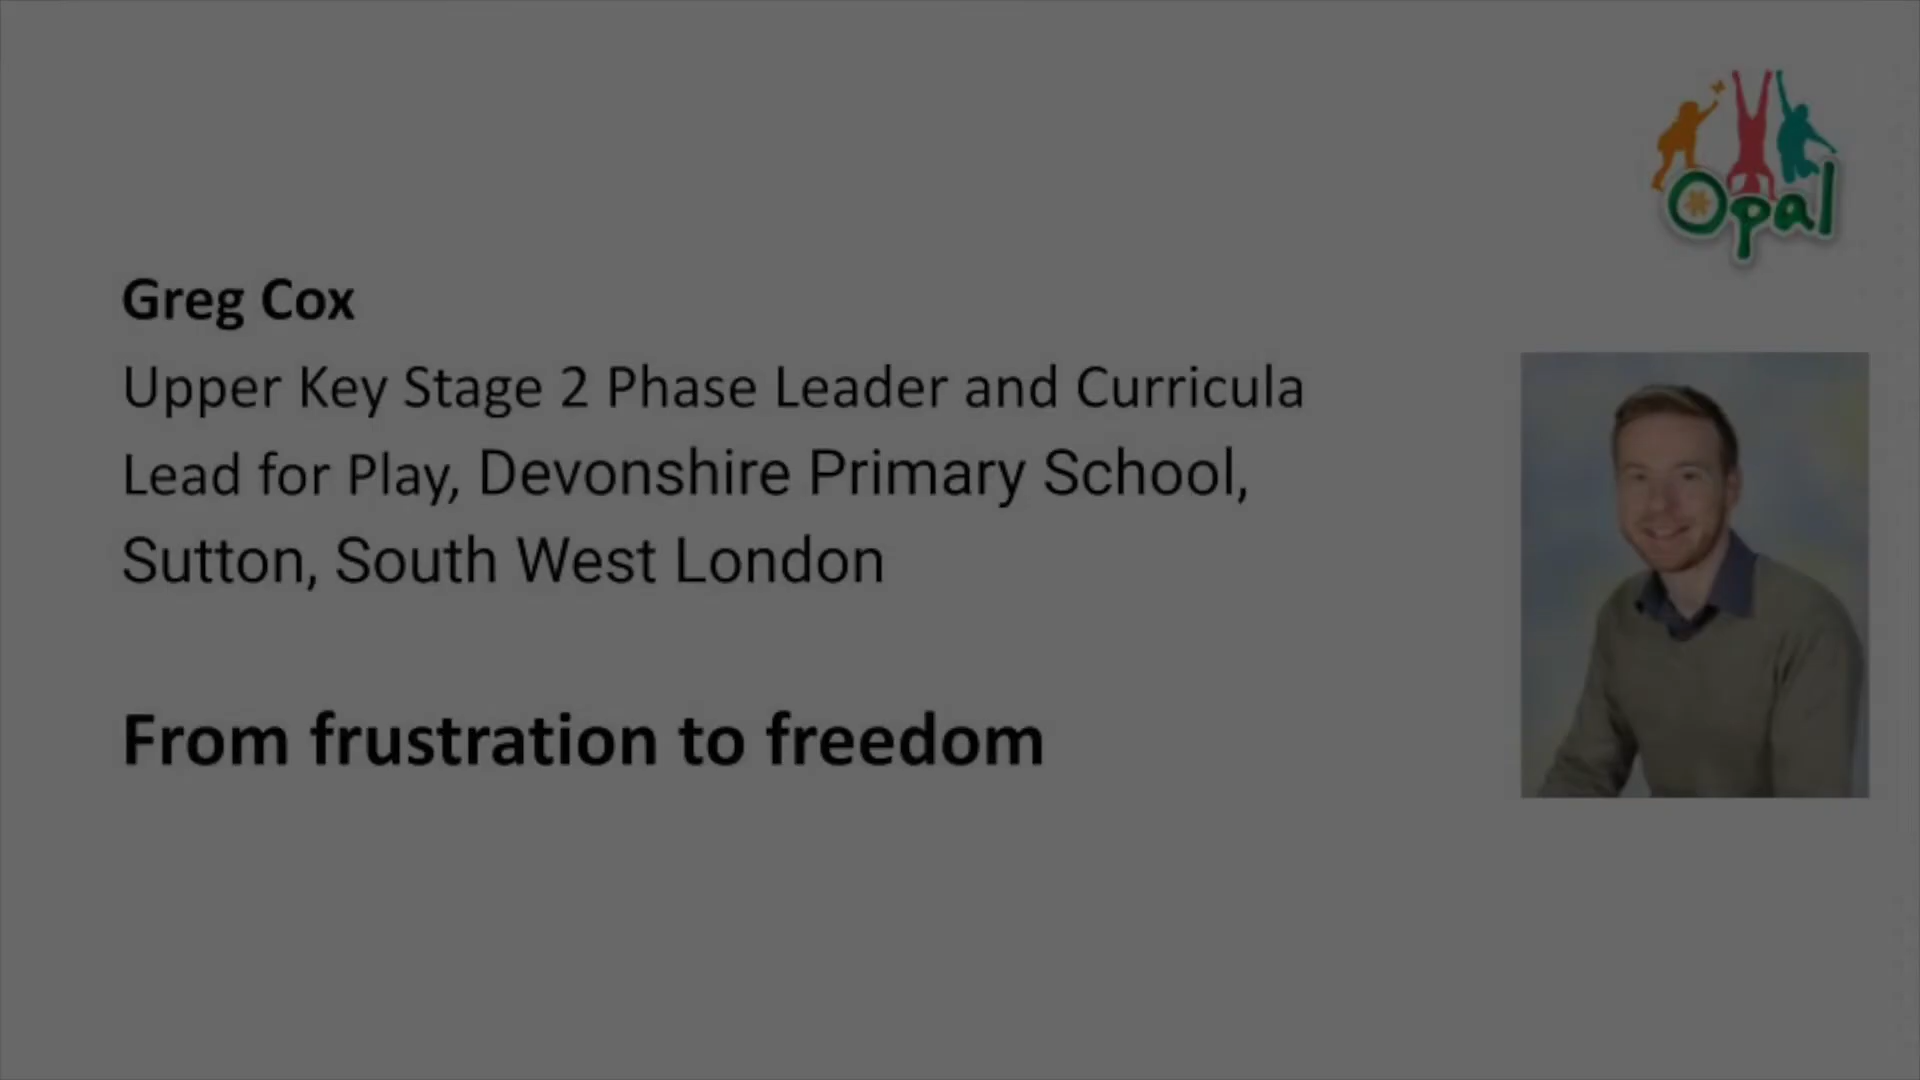 Opal
Greg Cox
Upper Key Stage 2 Phase Leader and Curricula
Lead for Play, Devonshire Primary School,
Sutton, South West London
From frustration to freedom